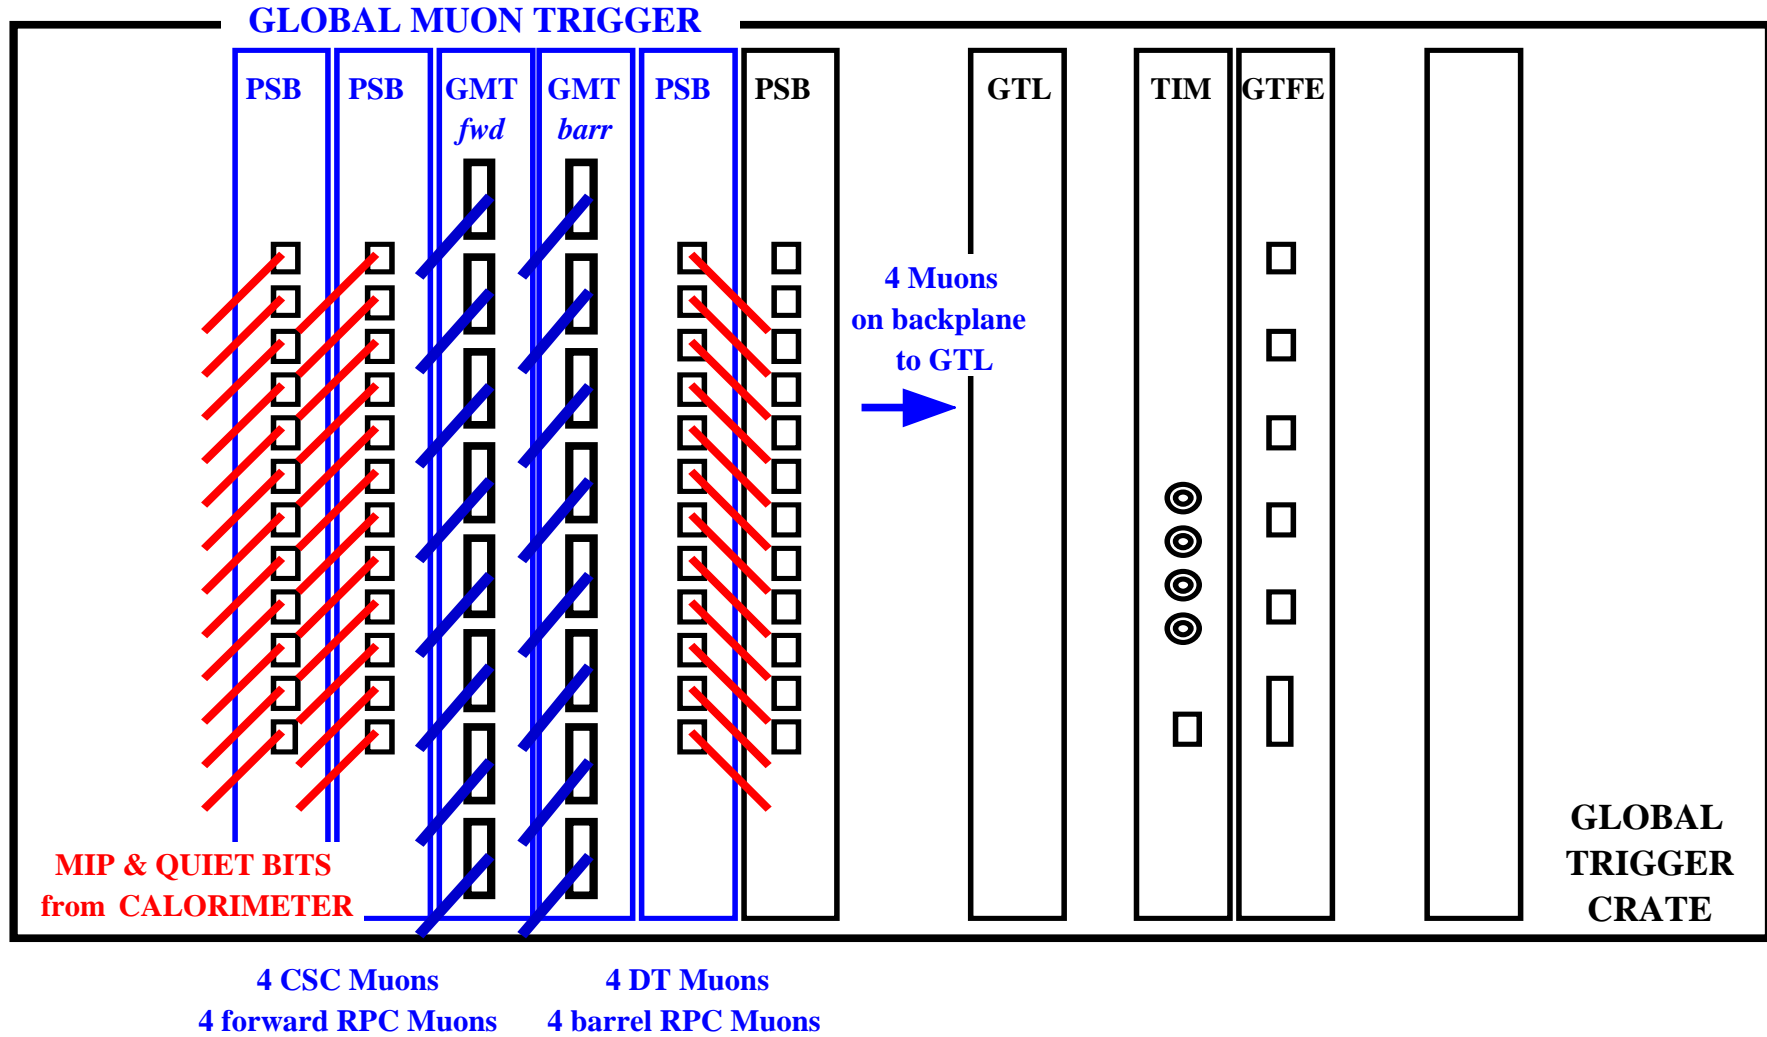 GLOBAL MUON TRIGGER
PSB PSB GMT GMT PSB PSB GTL TIM GTFE
fwd barr
4 Muons
on backplane
to GTL
MIP & QUIET BITS
from CALORIMETER
GLOBAL
TRIGGER
CRATE
4 CSC Muons
4 forward RPC Muons
4 DT Muons
4 barrel RPC Muons